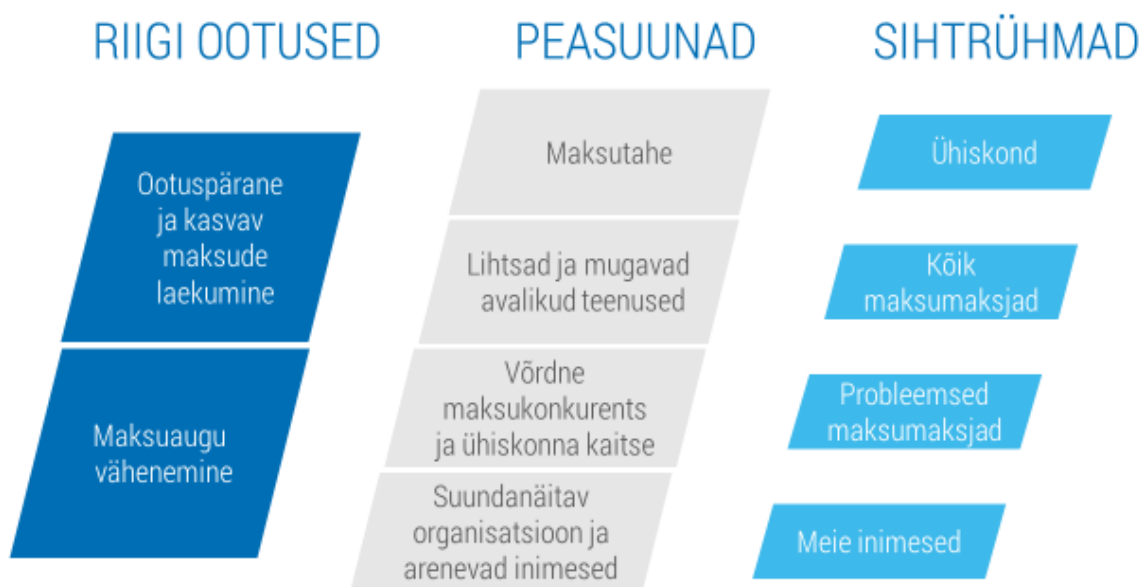 RIIGI OOTUSED
PEASUUNAD
SIHTRÜHMAD
Ootuspärane
ja kasvav
maksude
laekumine
Maksuaugu
vähenemine
Maksutahe
Lihtsad ja mugavad
avalikud teenused
Võrdne
maksukonkurents
ja ühiskonna kaitse
Suundanäitav
organisatsioon ja
arenevad inimesed
Ühiskond
Kõik
maksumaksjad
Probleemsed
maksumaksjad
Meie inimesed